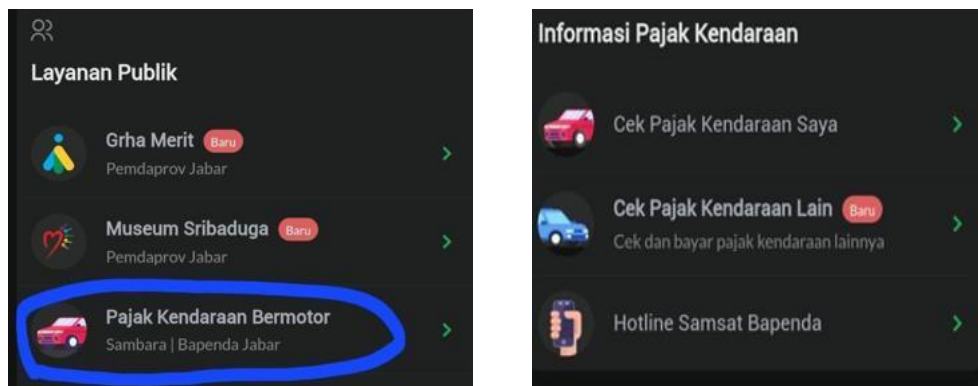 Layanan Publik
Grha Merit Baru
Pemdaprov Jabar
Museum Sribaduga Baru
Pemdaprov Jabar
Pajak Kendaraan Bermotor
Sambara | Bapenda Jabar
Informasi Pajak Kendaraan
Cek Pajak Kendaraan Saya
Cek Pajak Kendaraan Lain Baru
Cek dan bayar pajak kendaraan lainnya
Hotline Samsat Bapenda